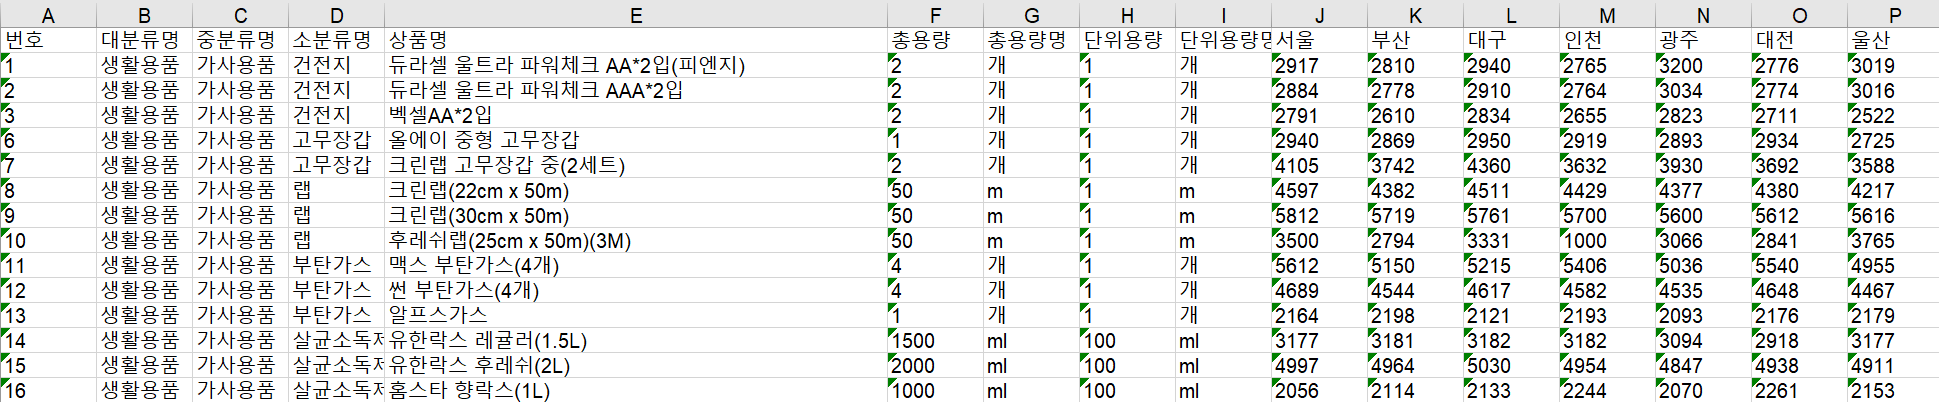 A B C D E F G H I J K L M N O P
번호 대분류명 중분류명 소분류명 상품명 총용량 총용량명 단위용량 단위용량명 서울 부산 대구 인천 광주 대전 울산
1 생활용품 가사용품 건전지 듀라셀 울트라 파워체크 AA*2입(피엔지) 2 개 1 개 2917 2810 2940 2765 3200 2776 3019
2 생활용품 가사용품 건전지 듀라셀 울트라 파워체크 AAA*2입 2 개 1 개 2884 2778 2910 2764 3034 2774 3016
3 생활용품 가사용품 건전지 벡셀AA*2입 2 개 1 개 2791 2610 2834 2655 2823 2711 2522
6 생활용품 가사용품 고무장갑 올에이 중형 고무장갑 1 개 1 개 2940 2869 2950 2919 2893 2934 2725
7 생활용품 가사용품 고무장갑 크린랩 고무장갑 중(2세트) 2 개 1 개 4105 3742 4360 3632 3930 3692 3588
8 생활용품 가사용품 랩 크린랩(22cm x 50m) 50 m 1 m 4597 4382 4511 4429 4377 4380 4217
9 생활용품 가사용품 랩 크린랩(30cm x 50m) 50 m 1 m 5812 5719 5761 5700 5600 5612 5616
10 생활용품 가사용품 랩 후레쉬랩(25cm x 50m)(3M) 50 m 1 m 3500 2794 3331 1000 3066 2841 3765
11 생활용품 가사용품 부탄가스 맥스 부탄가스(4개) 4 개 1 개 5612 5150 5215 5406 5036 5540 4955
12 생활용품 가사용품 부탄가스 썬 부탄가스(4개) 4 개 1 개 4689 4544 4617 4582 4535 4648 4467
13 생활용품 가사용품 부탄가스 알프스가스 1 개 1 개 2164 2198 2121 2193 2093 2176 2179
14 생활용품 가사용품 살균소독제 유한락스 레귤러(1.5L) 1500 ml 100 ml 3177 3181 3182 3182 3094 2918 3177
15 생활용품 가사용품 살균소독제 유한락스 후레쉬(2L) 2000 ml 100 ml 4997 4964 5030 4954 4847 4938 4911
16 생활용품 가사용품 살균소독제 홈스타 향락스(1L) 1000 ml 100 ml 2056 2114 2133 2244 2070 2261 2153